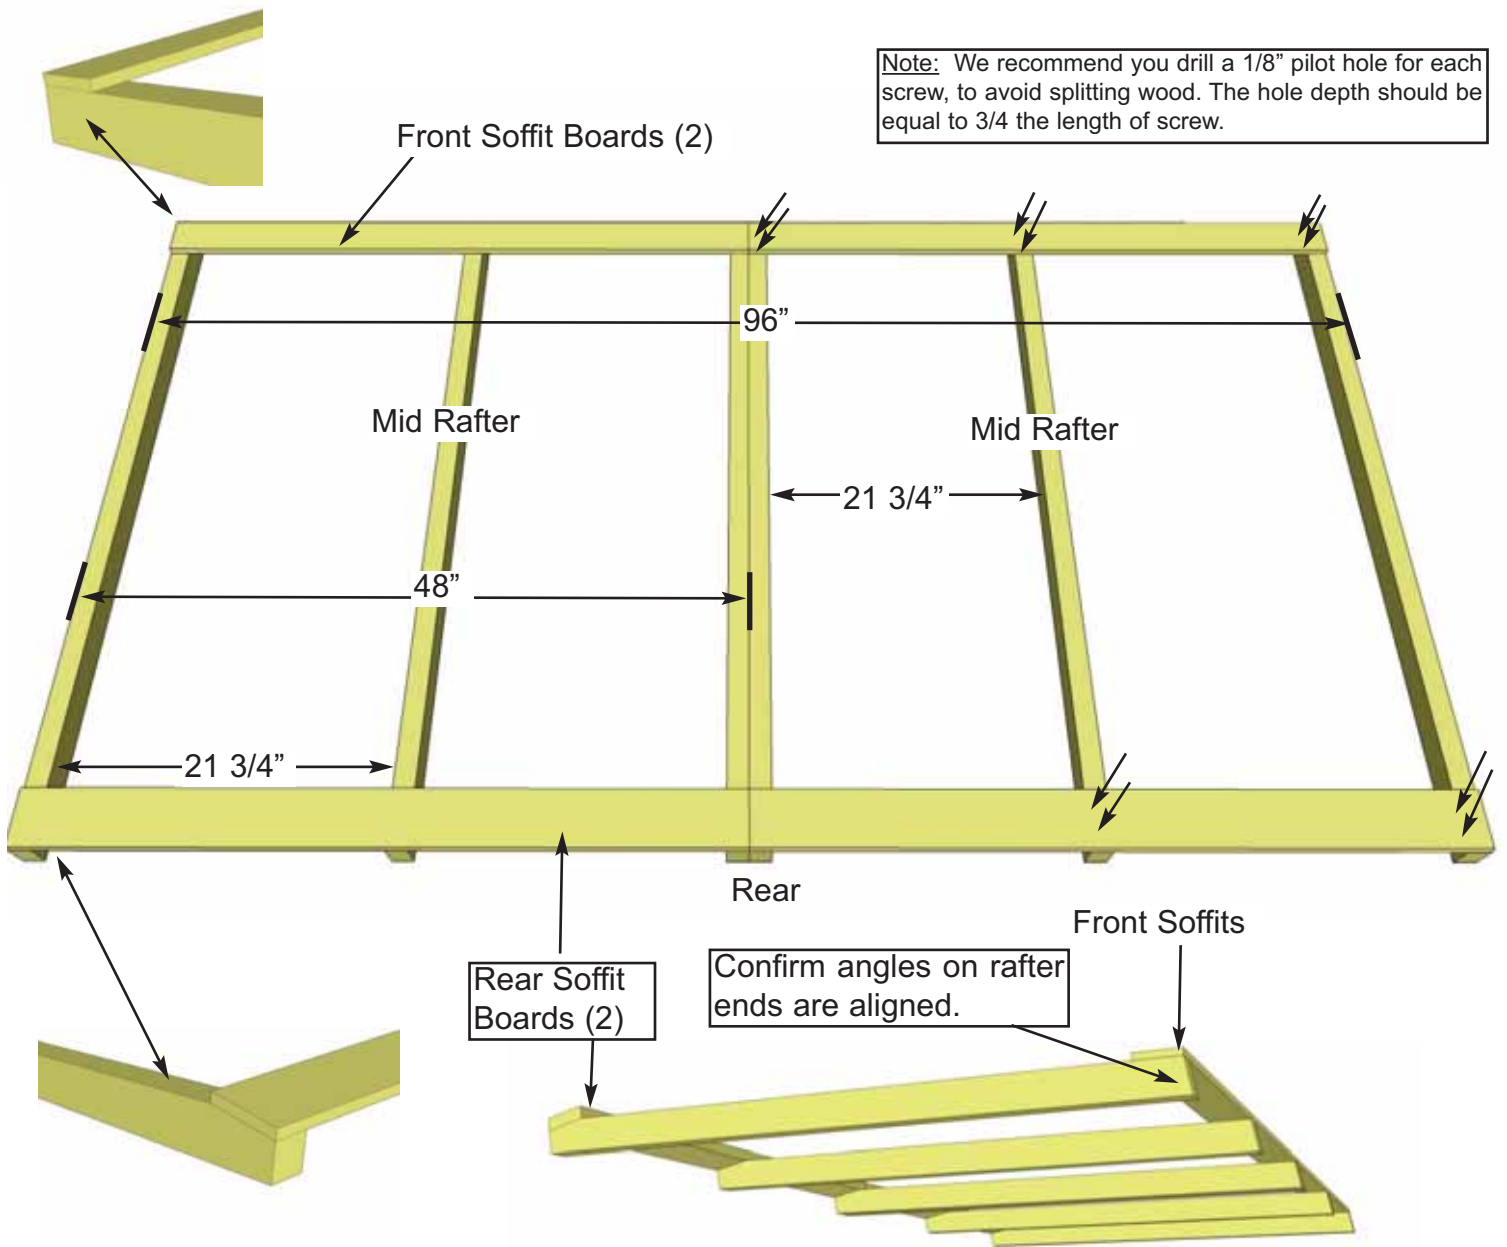 Note: We recommend you drill a 1/8” pilot hole for each
screw, to avoid splitting wood. The hole depth should be
equal to 3/4 the length of screw.
Front Soffit Boards (2)
96”
Mid Rafter
Mid Rafter
21 3/4”
48”
21 3/4”
Rear
Front Soffits
Rear Soffit
Boards (2)
Confirm angles on rafter
ends are aligned.